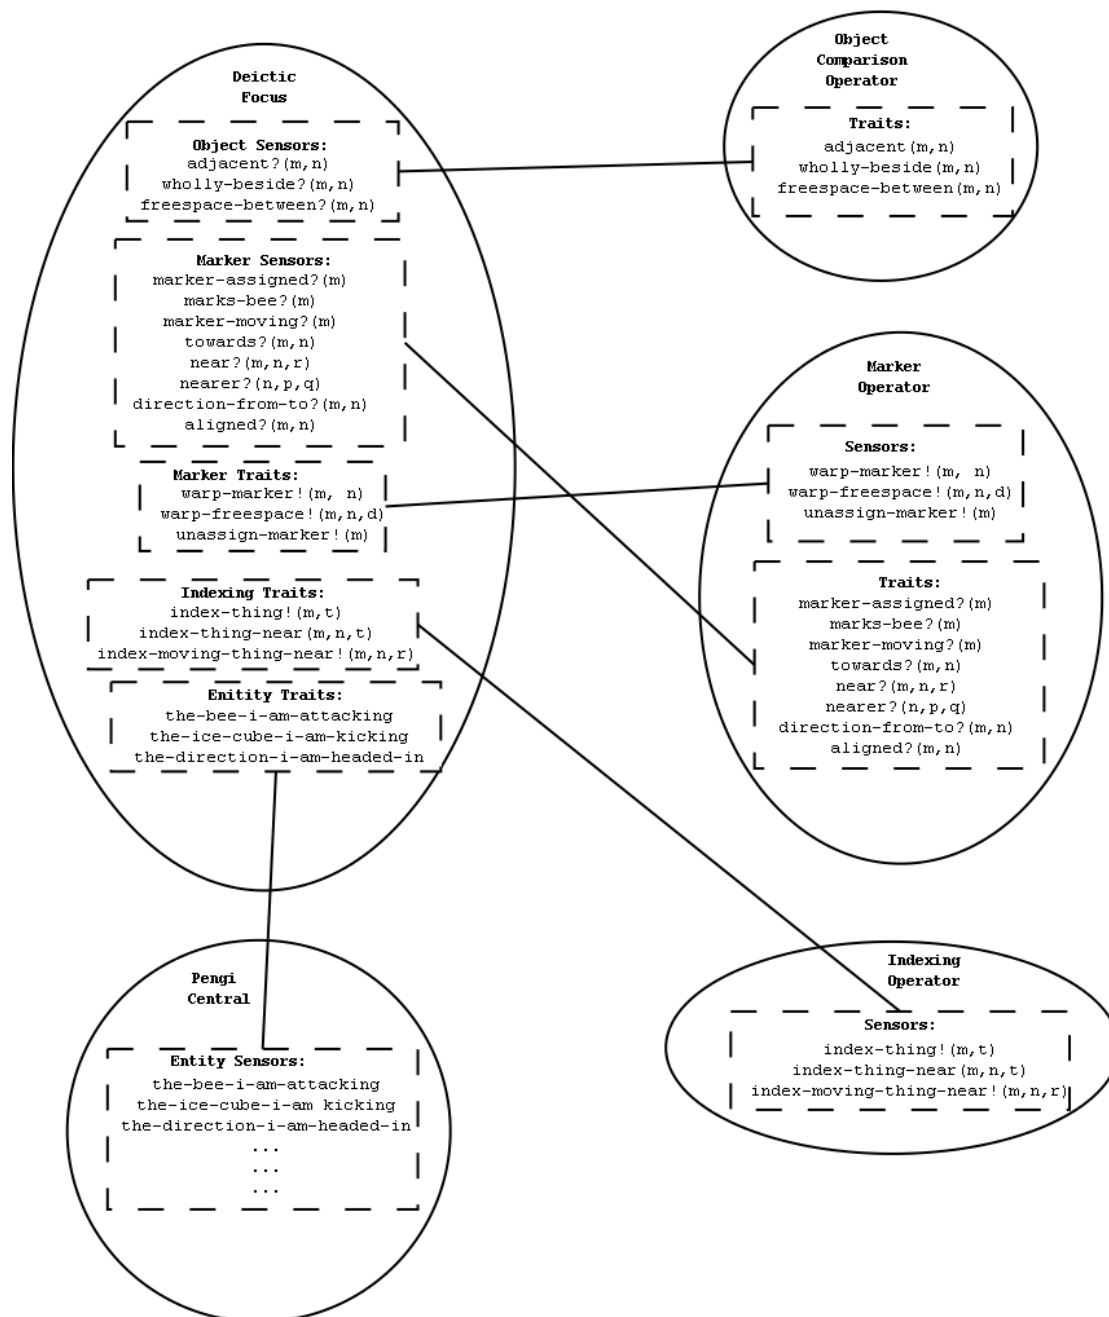 Deictic
Focus
Object Sensors:
adjacent?(m,n)
wholly-beside?(m,n)
freespace-between?(m,n)
Marker Sensors:
marker-assigned?(m)
marks-bee?(m)
marker-moving?(m)
towards?(m,n)
near?(m,n,r)
nearer?(n,p,q)
direction-from-to?(m,n)
aligned?(m,n)
Marker Traits:
warp-marker!(m, n)
warp-freespace!(m,n,d)
unassign-marker!(m)
Indexing Traits:
index-thing!(m,t)
index-thing-near(m,n,t)
index-moving-thing-near!(m,n,r)
Enitity Traits:
the-bee-i-am-attacking
the-ice-cube-i-am-kicking
the-direction-i-am-headed-in
Object
Comparison
Operator
Traits:
adjacent(m,n)
wholly-beside(m,n)
freespace-between(m,n)
Marker
Operator
Sensors:
warp-marker!(m, n)
warp-freespace!(m,n,d)
unassign-marker!(m)
Traits:
marker-assigned?(m)
marks-bee?(m)
marker-moving?(m)
towards?(m,n)
near?(m,n,r)
nearer?(n,p,q)
direction-from-to?(m,n)
aligned?(m,n)
Pengi
Central
Entity Sensors:
the-bee-i-am-attacking
the-ice-cube-i-am kicking
the-direction-i-am-headed-in
...
...
...
Indexing
Operator
Sensors:
index-thing!(m,t)
index-thing-near(m,n,t)
index-moving-thing-near!(m,n,r)